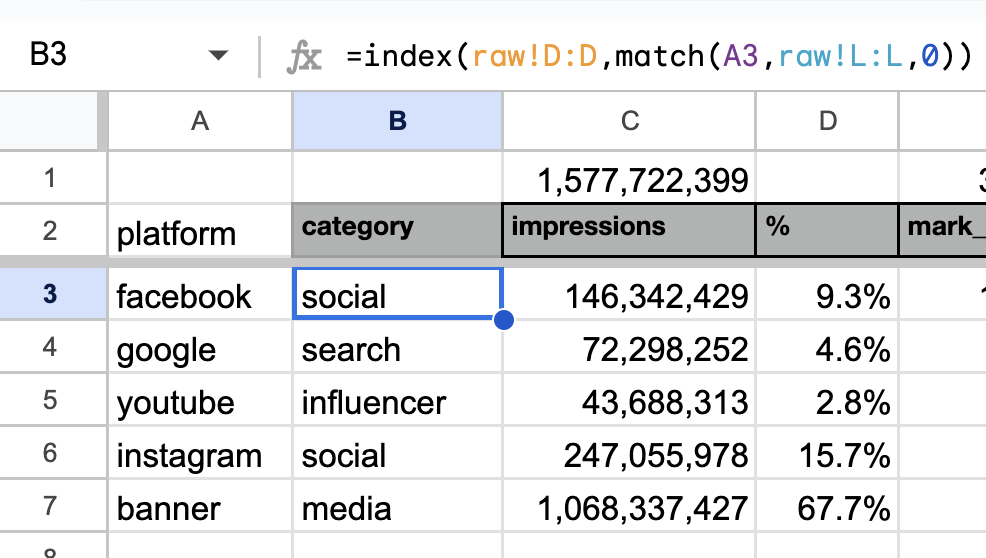 B3 fx =index(raw!D:D,match(A3,raw!L:L,0))
A B C D
1 1,577,722,399
2 platform category impressions % mark_
3 facebook social 146,342,429 9.3%
4 google search 72,298,252 4.6%
5 youtube influencer 43,688,313 2.8%
6 instagram social 247,055,978 15.7%
7 banner media 1,068,337,427 67.7%